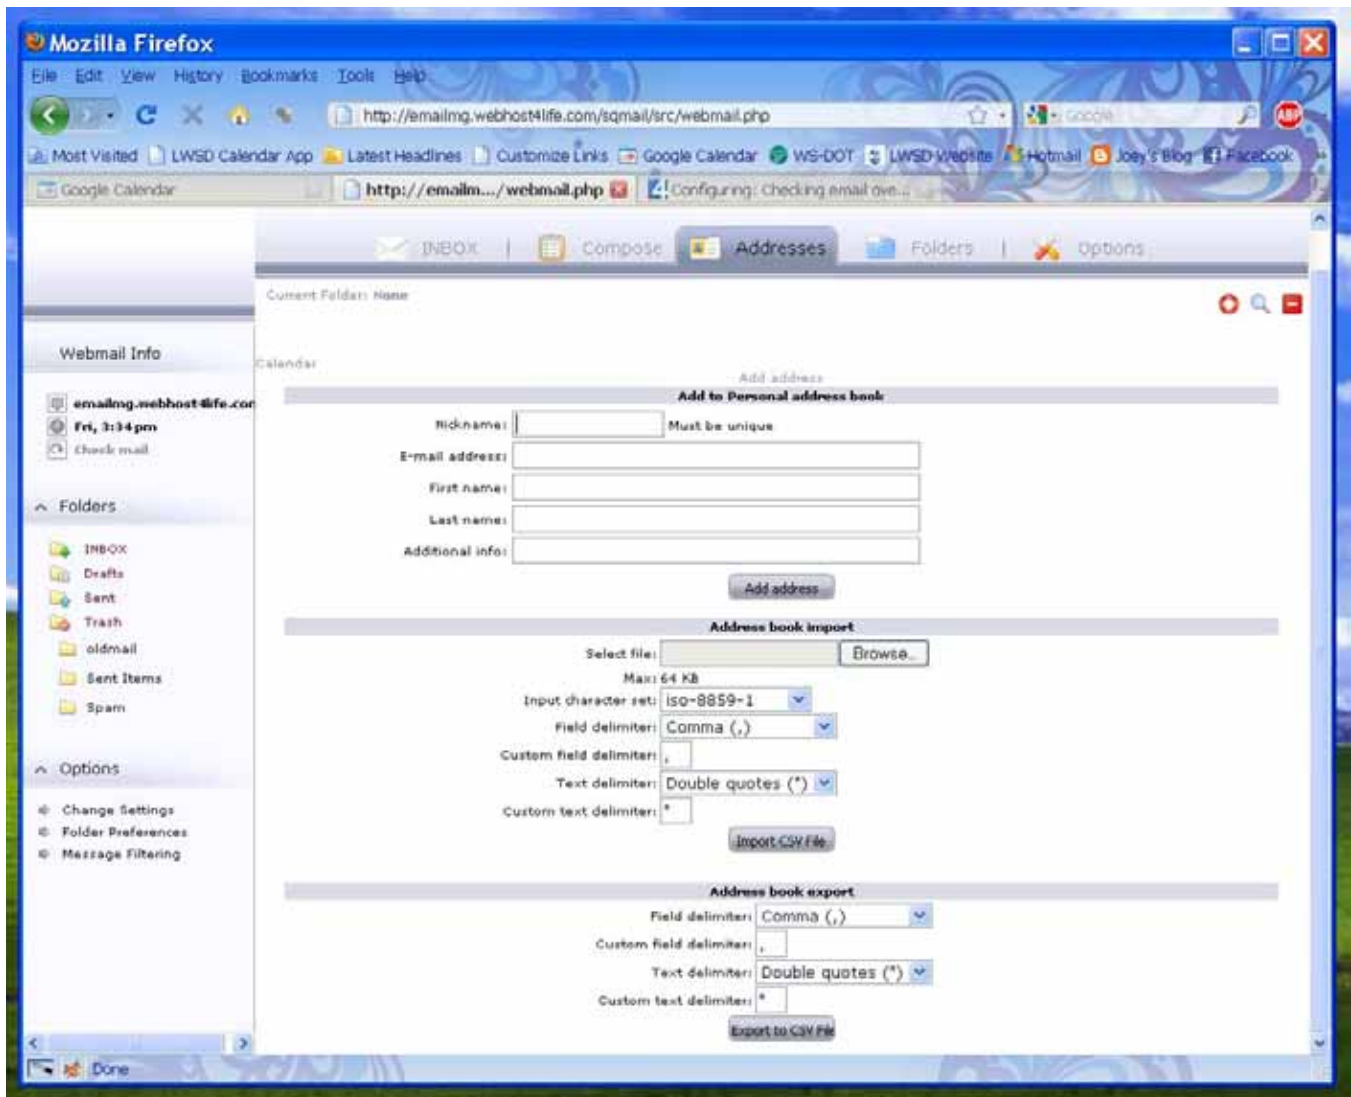 Mozilla Firefox
File Edit View History Bookmarks Tools Help
http://emailmg.webhost4life.com/sqmail/src/webmail.php Google ABP
Most Visited LWSD Calendar App Latest Headlines Customize Links Google Calendar WS-DOT LWSD Website Hotmail Joey's Blog Facebook
Google Calendar http://emailm.../webmail.php Configuring: Checking email ove...
INBOX | Compose Addresses Folders | Options
Current Folder: None
Webmail Info
Calendar
Add address
Add to Personal address book
emailmg.webhost4life.com
Fri, 3:34 pm
Check mail
Nickname: Must be unique
E-mail address:
First name:
Last name:
Additional info:
Add address
Folders
INBOX
Drafts
Sent
Trash
oldmail
Sent Items
Spam
Address book import
Select file: Browse...
Max: 64 KB
Input character set: iso-8859-1
Field delimiter: Comma (,)
Custom field delimiter: ,
Text delimiter: Double quotes (")
Custom text delimiter: "
Import CSV File
Options
Change Settings
Folder Preferences
Message Filtering
Address book export
Field delimiter: Comma (,)
Custom field delimiter: ,
Text delimiter: Double quotes (")
Custom text delimiter: "
Export to CSV File
Done